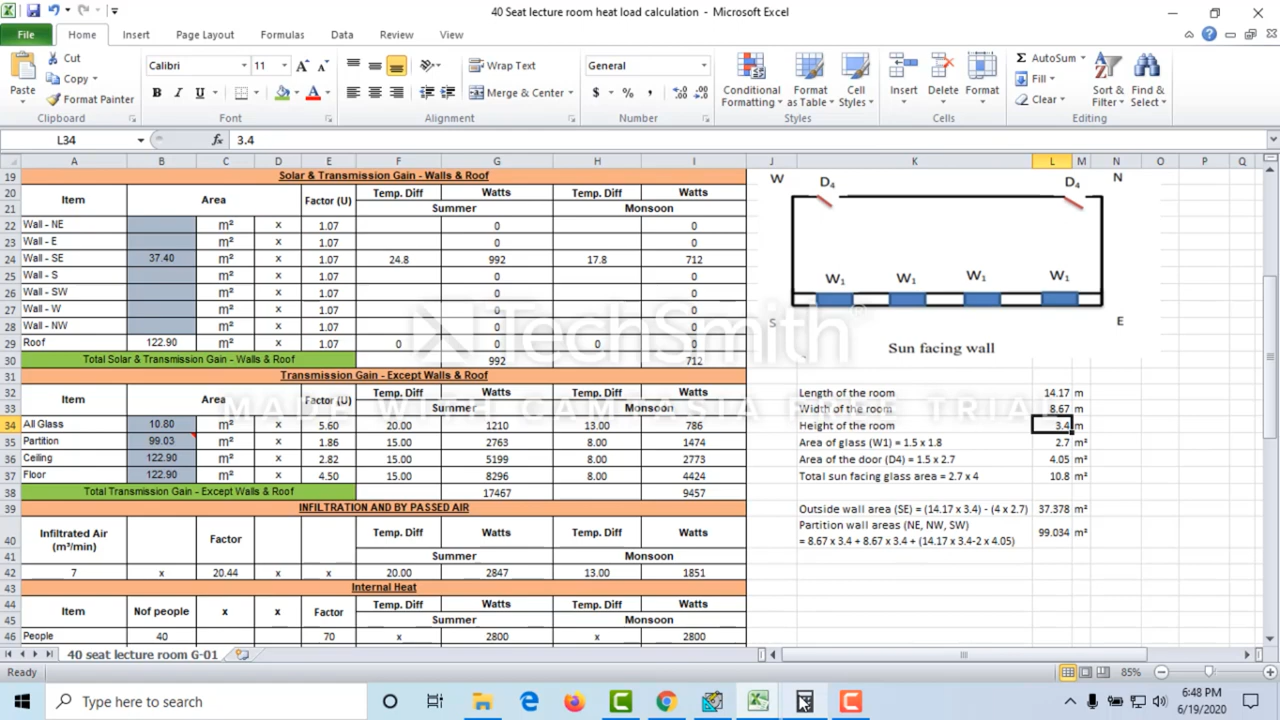 40 Seat lecture room heat load calculation - Microsoft Excel
File Home Insert Page Layout Formulas Data Review View
Cut
Copy
Format Painter
Paste
Clipboard
Calibri 11
B I U
Font
Wrap Text
Merge & Center
Alignment
General
$ % ,
Number
Conditional Formatting
Format as Table
Cell Styles
Styles
Insert Delete Format
Cells
AutoSum
Fill
Clear
Sort & Filter
Find & Select
Editing
L34 fx 3.4
A B C D E F G H I J K L M N O P Q
19 Solar & Transmission Gain - Walls & Roof
20 Item Area Factor (U) Temp. Diff Watts Temp. Diff Watts
21 Summer Monsoon
22 Wall - NE m² x 1.07 0 0
23 Wall - E m² x 1.07 0 0
24 Wall - SE 37.40 m² x 1.07 24.8 992 17.8 712
25 Wall - S m² x 1.07 0 0
26 Wall - SW m² x 1.07 0 0
27 Wall - W m² x 1.07 0 0
28 Wall - NW m² x 1.07 0 0
29 Roof 122.90 m² x 1.07 0 0 0 0
30 Total Solar & Transmission Gain - Walls & Roof 992 712
31 Transmission Gain - Except Walls & Roof
32 Item Area Factor (U) Temp. Diff Watts Temp. Diff Watts
33 Summer Monsoon
34 All Glass 10.80 m² x 5.60 20.00 1210 13.00 786
35 Partition 99.03 m² x 1.86 15.00 2763 8.00 1474
36 Ceiling 122.90 m² x 2.82 15.00 5199 8.00 2773
37 Floor 122.90 m² x 4.50 15.00 8296 8.00 4424
38 Total Transmission Gain - Except Walls & Roof 17467 9457
39 INFILTRATION AND BY PASSED AIR
40 Infiltrated Air (m³/min) Factor Temp. Diff Watts Temp. Diff Watts
41 Summer Monsoon
42 7 x 20.44 x x 20.00 2847 13.00 1851
43 Internal Heat
44 Item Nof people x x Factor Temp. Diff Watts Temp. Diff Watts
45 Summer Monsoon
46 People 40 70 x 2800 x 2800
W D₄ D₄ N
W₁ W₁ W₁ W₁
S E
Sun facing wall
Length of the room 14.17 m
Width of the room 8.67 m
Height of the room 3.4 m
Area of glass (W1) = 1.5 x 1.8 2.7 m²
Area of the door (D4) = 1.5 x 2.7 4.05 m²
Total sun facing glass area = 2.7 x 4 10.8 m²
Outside wall area (SE) = (14.17 x 3.4) - (4 x 2.7) 37.378 m²
Partition wall areas (NE, NW, SW)
= 8.67 x 3.4 + 8.67 x 3.4 + (14.17 x 3.4-2 x 4.05) 99.034 m²
TechSmith
MADE WITH CAMTASIA FREE TRIAL
40 seat lecture room G-01
Ready 85%
Type here to search
6:48 PM
6/19/2020